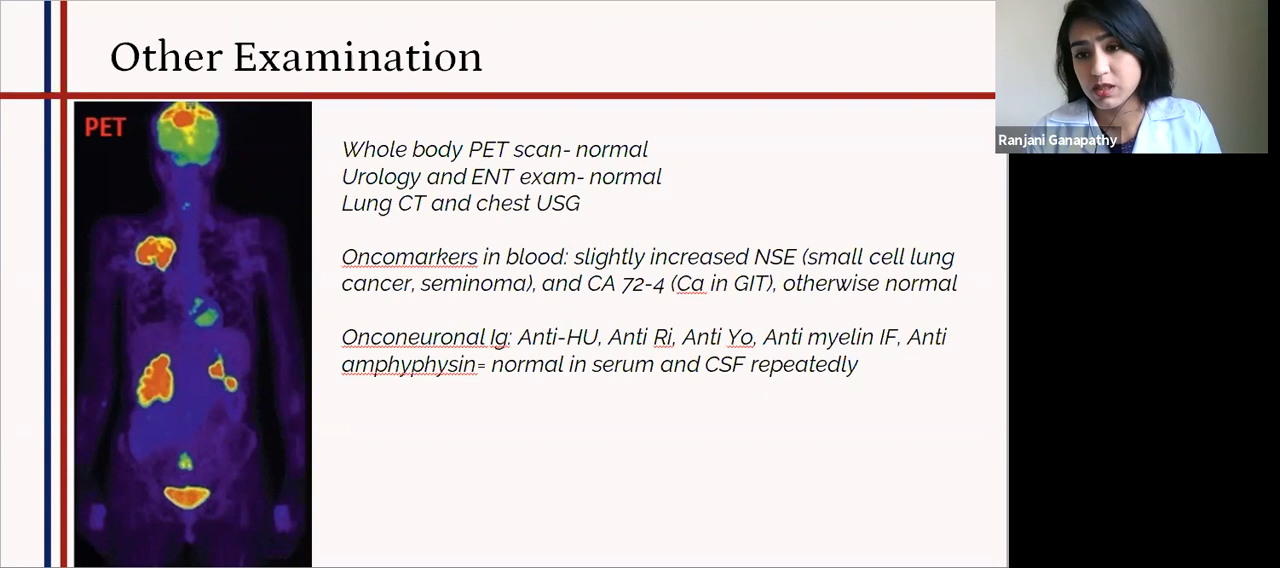 Other Examination
PET
Whole body PET scan- normal
Urology and ENT exam- normal
Lung CT and chest USG
Oncomarkers in blood: slightly increased NSE (small cell lung
cancer, seminoma), and CA 72-4 (Ca in GIT), otherwise normal
Onconeuronal Ig: Anti-HU, Anti Ri, Anti Yo, Anti myelin IF, Anti
amphyphysin= normal in serum and CSF repeatedly
Ranjani Ganapathy